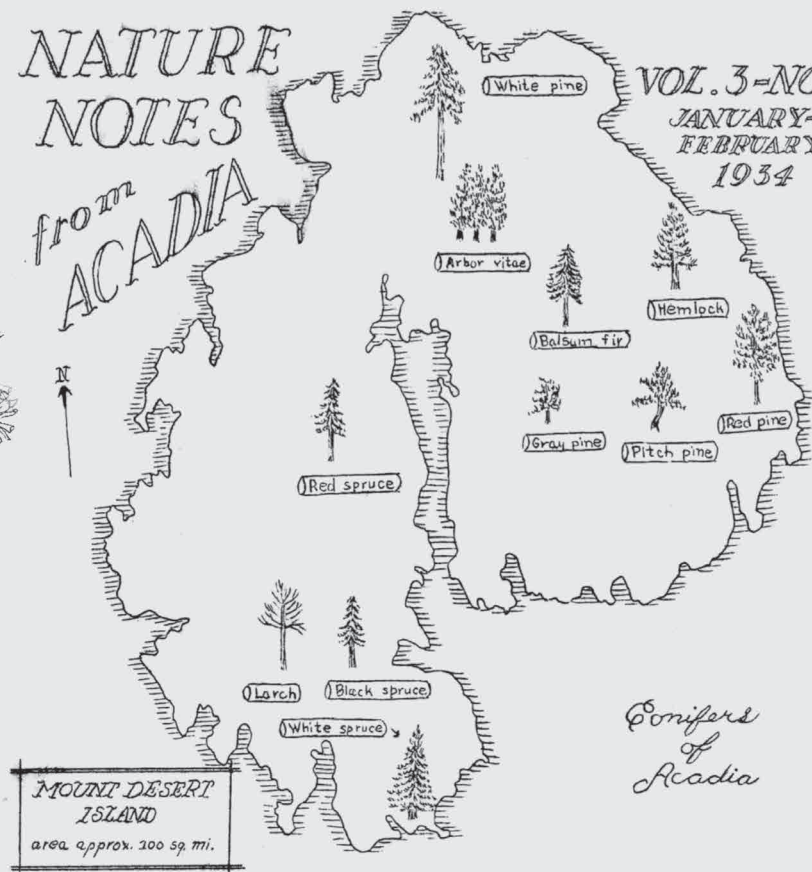 NATURE
NOTES
from
ACADIA
VOL. 3-NO
JANUARY-
FEBRUARY
1934
White pine
Arbor vitae
Hemlock
Balsum fir
Red pine
Gray pine
Pitch pine
N
Red spruce
Larch
Black spruce
White spruce
Conifers
of
Acadia
MOUNT DESERT
ISLAND
area approx. 100 sq. mi.